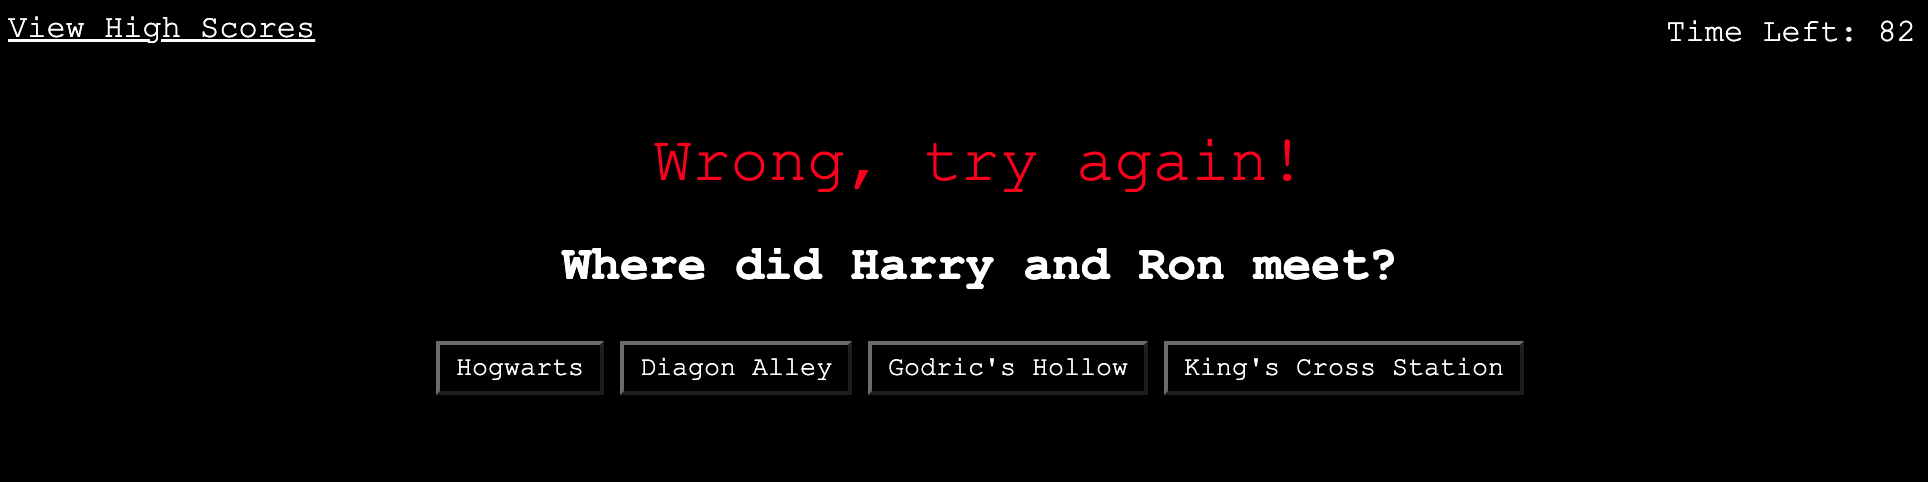 View High Scores
Time Left: 82
Wrong, try again!
Where did Harry and Ron meet?
Hogwarts
Diagon Alley
Godric's Hollow
King's Cross Station